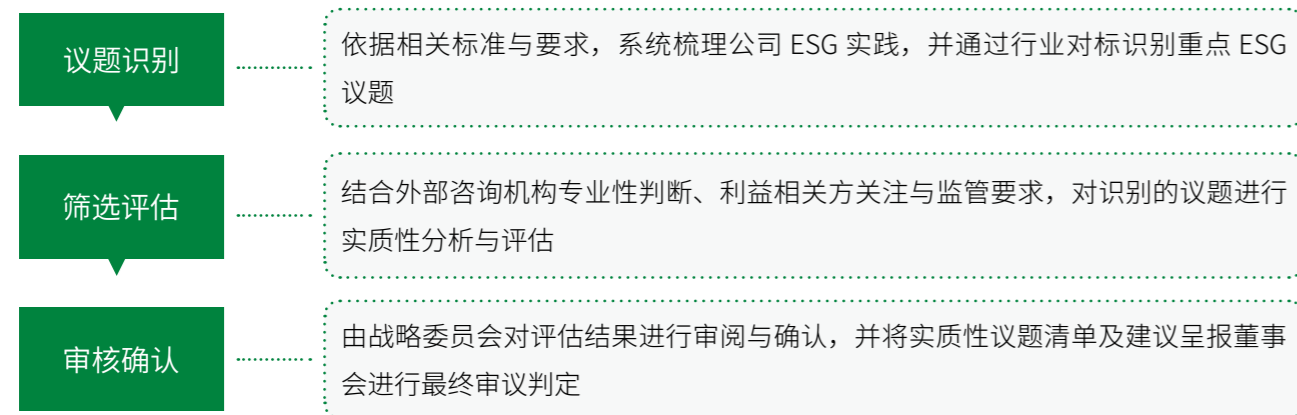 议题识别
依据相关标准与要求，系统梳理公司 ESG 实践，并通过行业对标识别重点 ESG
议题
筛选评估
结合外部咨询机构专业性判断、利益相关方关注与监管要求，对识别的议题进行
实质性分析与评估
审核确认
由战略委员会对评估结果进行审阅与确认，并将实质性议题清单及建议呈报董事
会进行最终审议判定